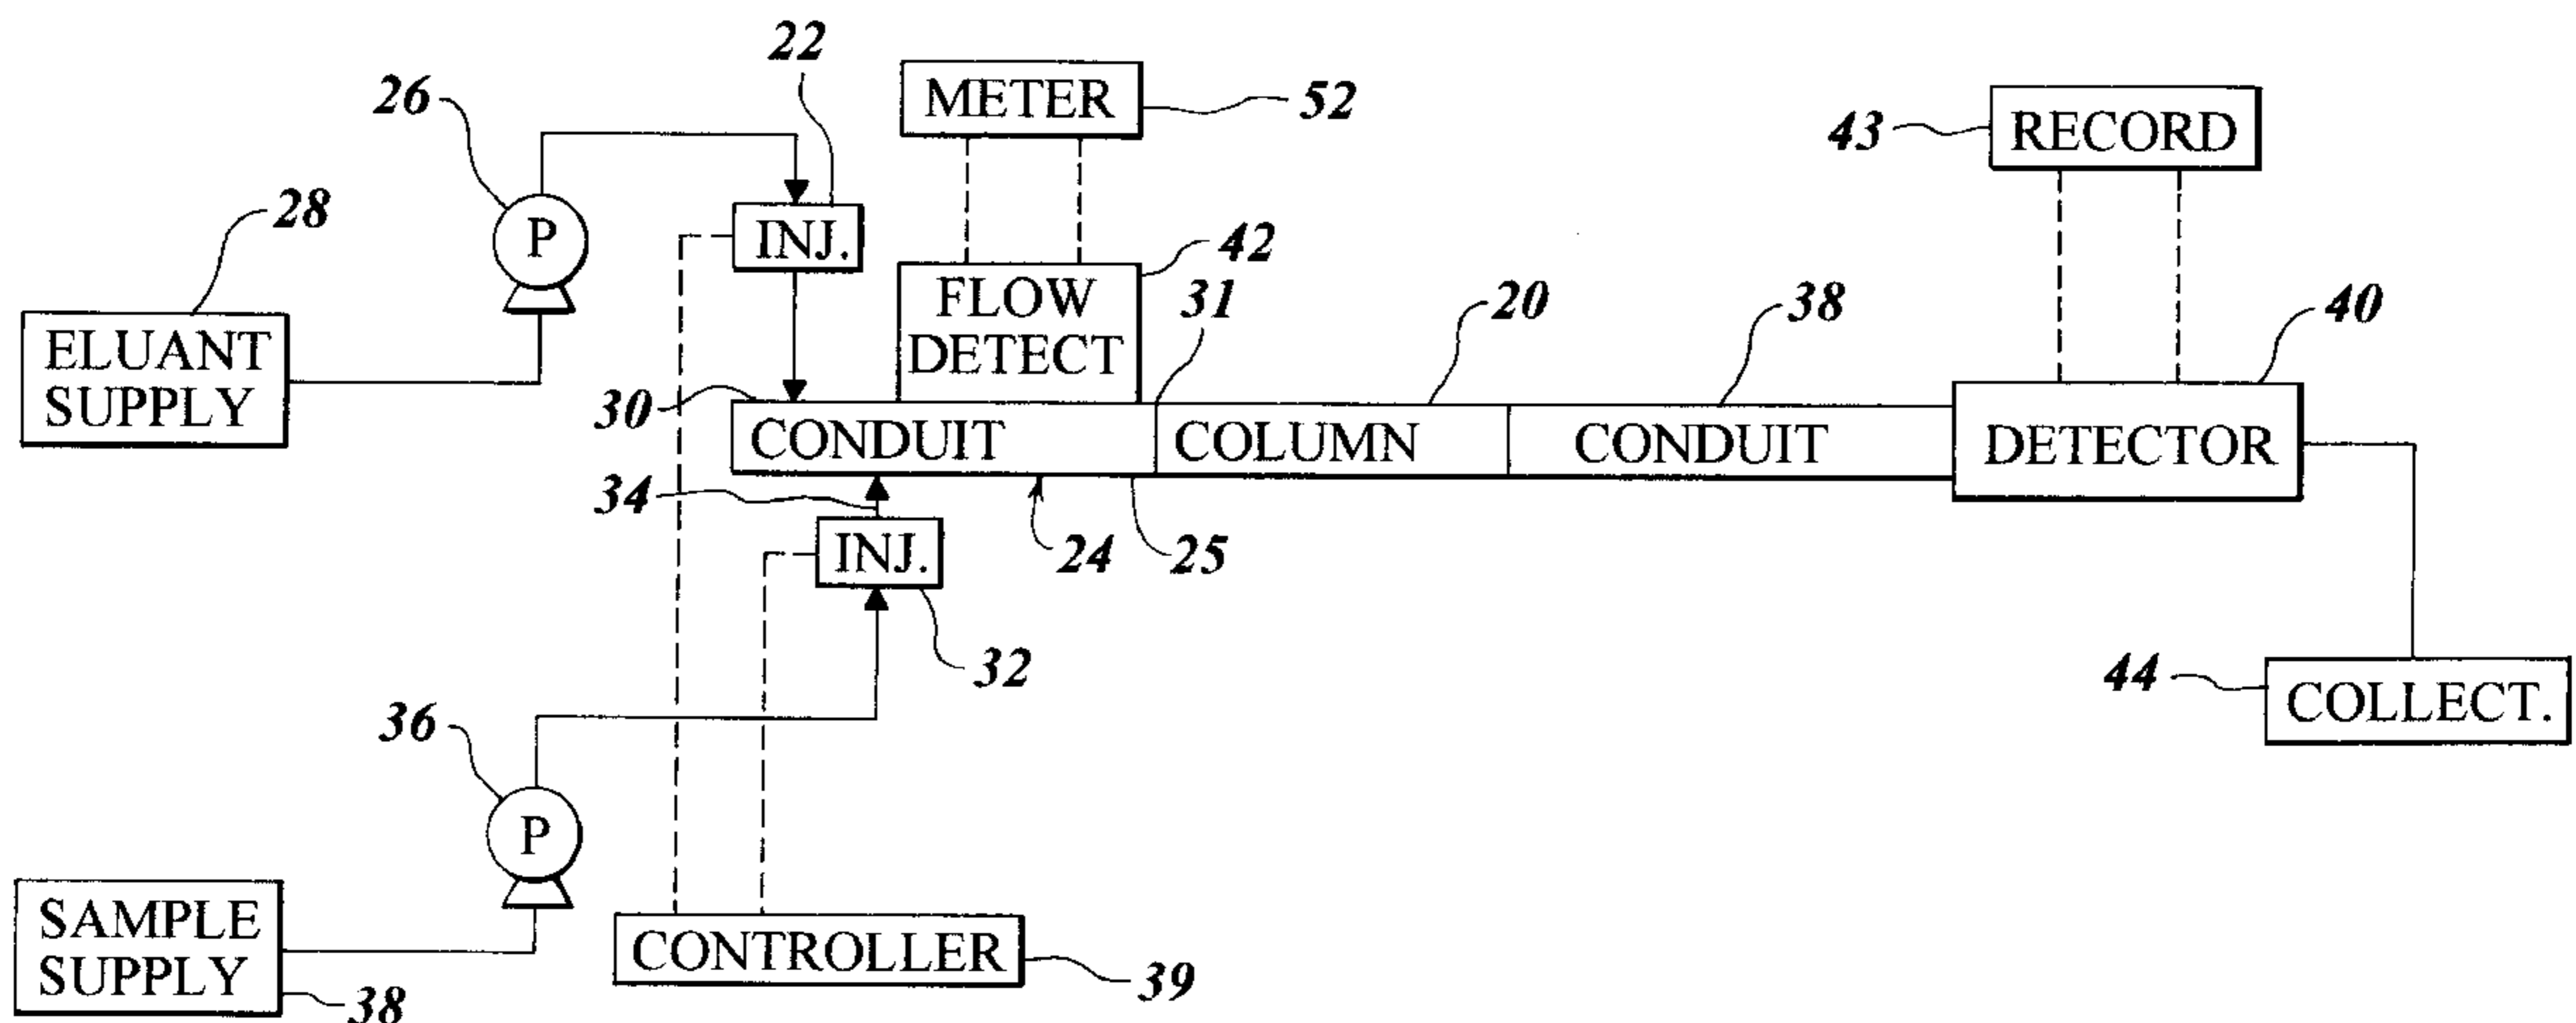 22
26
METER
52
43
RECORD
28
P
INJ.
42
ELUANT
SUPPLY
FLOW
DETECT
31
20
38
40
30
CONDUIT
COLUMN
CONDUIT
DETECTOR
34
INJ.
24
25
32
44
COLLECT.
36
P
SAMPLE
SUPPLY
38
CONTROLLER
39